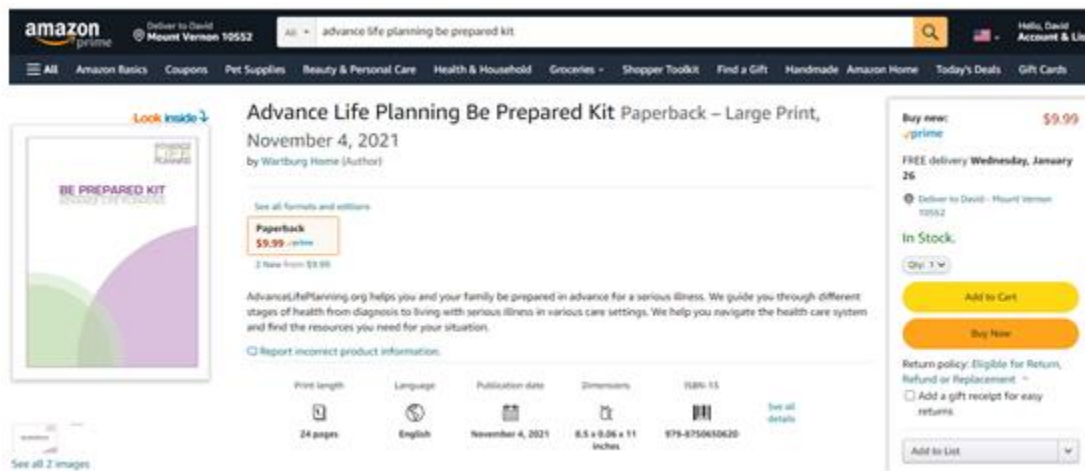 amazon
prime
Deliver to David
Mount Vernon 10552
All
advance life planning be prepared kit
Hello, David
Account & Lis
All Amazon Basics Coupons Pet Supplies Beauty & Personal Care Health & Household Groceries Shopper Toolkit Find a Gift Handmade Amazon Home Today's Deals Gift Cards
Look inside
BE PREPARED KIT
ADVANCE LIFE PLANNING
See all 2 images
Advance Life Planning Be Prepared Kit Paperback – Large Print,
November 4, 2021
by Wartburg Home (Author)
See all formats and editions
Paperback
$9.99 prime
2 New from $9.99
AdvanceLifePlanning.org helps you and your family be prepared in advance for a serious illness. We guide you through different
stages of health from diagnosis to living with serious illness in various care settings. We help you navigate the health care system
and find the resources you need for your situation.
Report incorrect product information.
Print length
24 pages
Language
English
Publication date
November 4, 2021
Dimensions
8.5 x 0.06 x 11
inches
ISBN-13
979-8750650620
See all
details
Buy new: $9.99
prime
FREE delivery Wednesday, January
26
Deliver to David - Mount Vernon
10552
In Stock.
Qty: 1
Add to Cart
Buy Now
Return policy: Eligible for Return,
Refund or Replacement
Add a gift receipt for easy
returns
Add to List